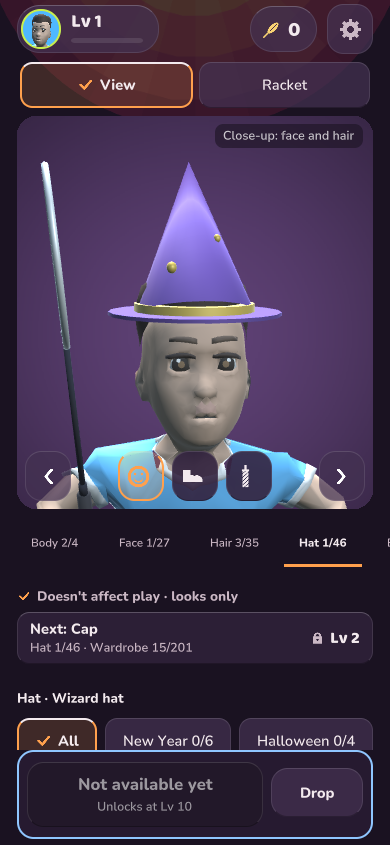 Lv 1
0
View
Racket
Close-up: face and hair
Body 2/4
Face 1/27
Hair 3/35
Hat 1/46
Doesn't affect play · looks only
Next: Cap
Hat 1/46 · Wardrobe 15/201
Lv 2
Hat · Wizard hat
All
New Year 0/6
Halloween 0/4
Not available yet
Unlocks at Lv 10
Drop